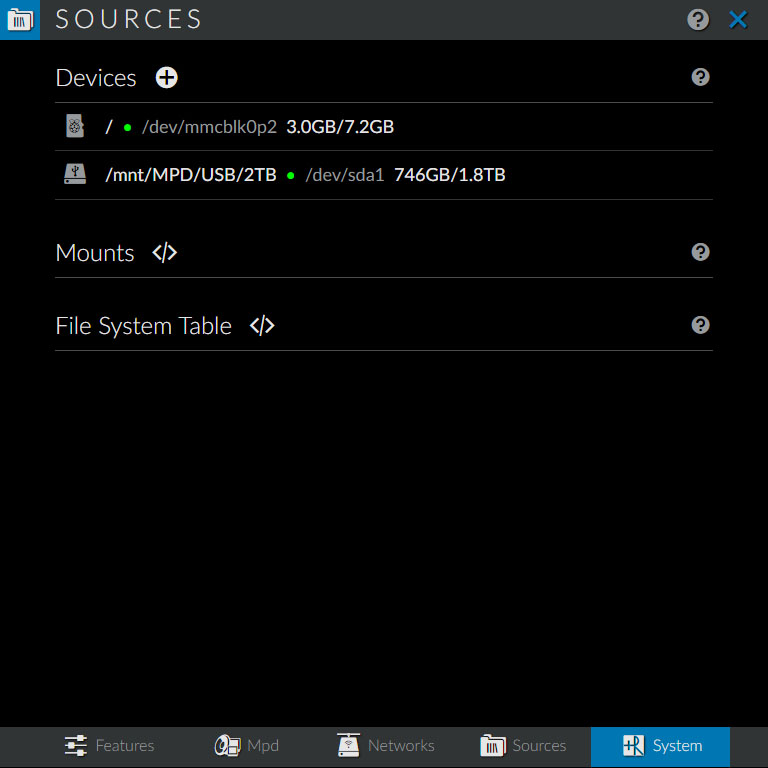 SOURCES
Devices
/ • /dev/mmcblk0p2 3.0GB/7.2GB
/mnt/MPD/USB/2TB • /dev/sda1 746GB/1.8TB
Mounts </>
File System Table </>
Features Mpd Networks Sources System